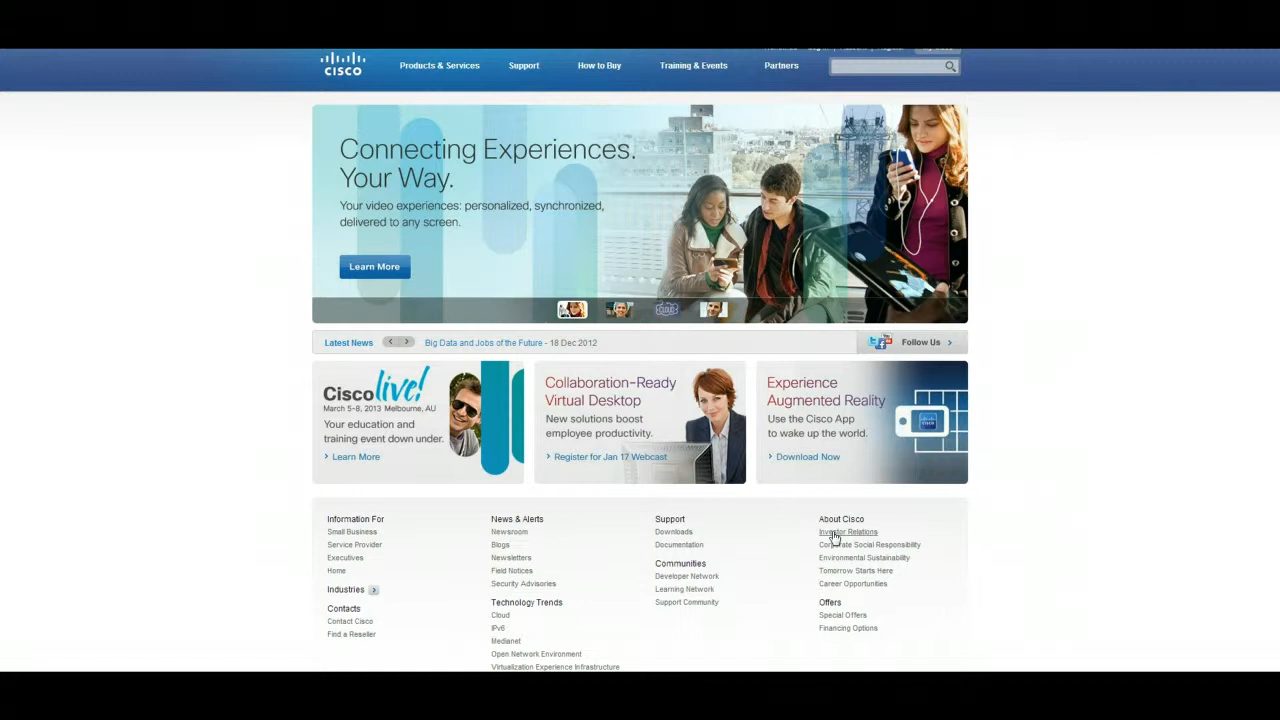 CISCO
Products & Services
Support
How to Buy
Training & Events
Partners
Connecting Experiences.
Your Way.
Your video experiences: personalized, synchronized,
delivered to any screen.
Learn More
CLOUD
Latest News
Big Data and Jobs of the Future - 18 Dec 2012
Follow Us
Cisco live!
March 5-8, 2013 Melbourne, AU
Your education and
training event down under.
Learn More
Collaboration-Ready
Virtual Desktop
New solutions boost
employee productivity.
Register for Jan 17 Webcast
Experience
Augmented Reality
Use the Cisco App
to wake up the world.
Download Now
Information For
Small Business
Service Provider
Executives
Home
Industries
Contacts
Contact Cisco
Find a Reseller
News & Alerts
Newsroom
Blogs
Newsletters
Field Notices
Security Advisories
Technology Trends
Cloud
IPv6
Medianet
Open Network Environment
Virtualization Experience Infrastructure
Support
Downloads
Documentation
Communities
Developer Network
Learning Network
Support Community
About Cisco
Investor Relations
Corporate Social Responsibility
Environmental Sustainability
Tomorrow Starts Here
Career Opportunities
Offers
Special Offers
Financing Options